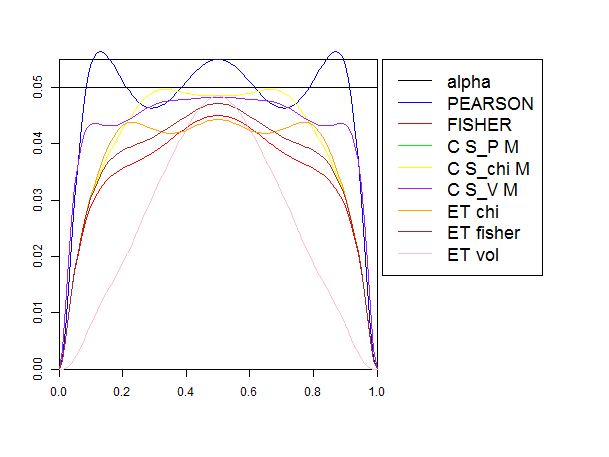 0.00
0.01
0.02
0.03
0.04
0.05
0.0
0.2
0.4
0.6
0.8
1.0
alpha
PEARSON
FISHER
C S_P M
C S_chi M
C S_V M
ET chi
ET fisher
ET vol